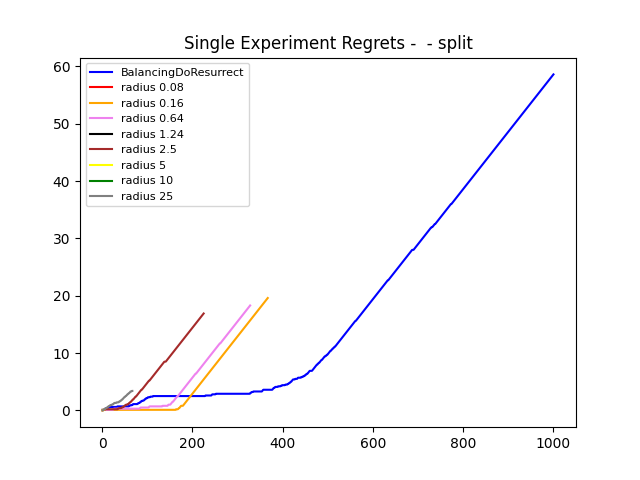 Single Experiment Regrets -  - split
BalancingDoResurrect
radius 0.08
radius 0.16
radius 0.64
radius 1.24
radius 2.5
radius 5
radius 10
radius 25
60
50
40
30
20
10
0
0 200 400 600 800 1000